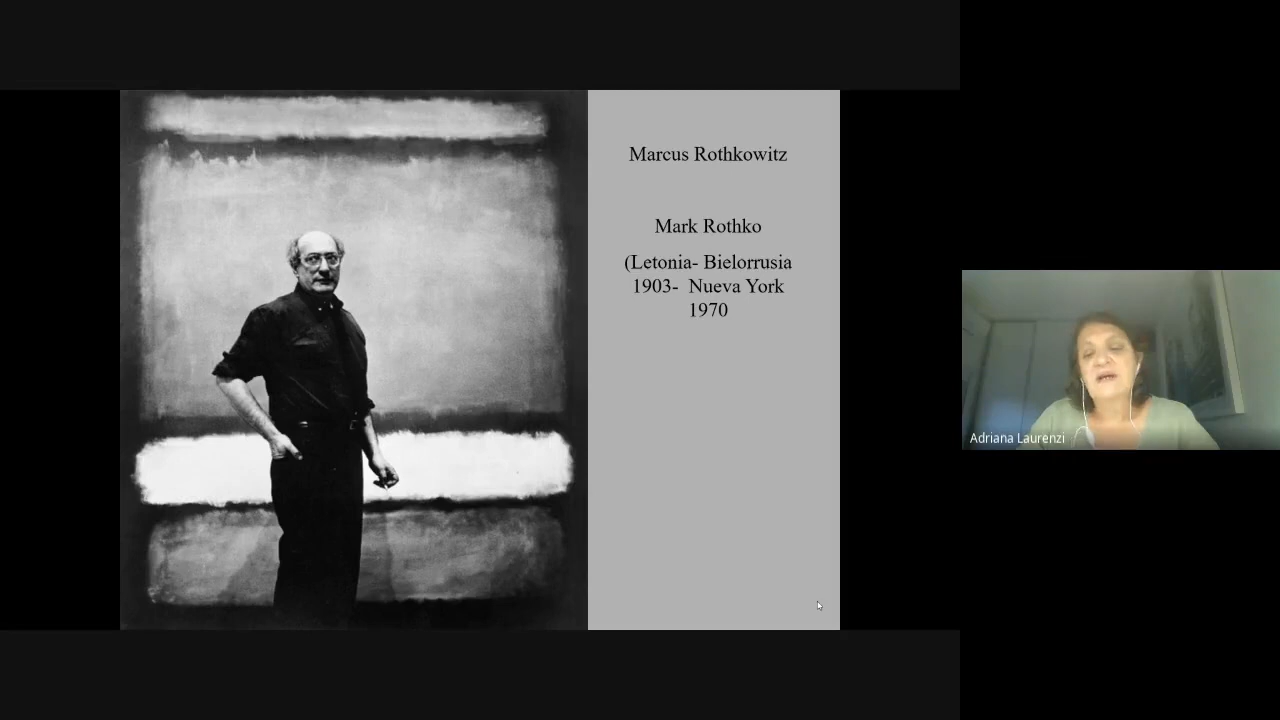 Marcus Rothkowitz
Mark Rothko
(Letonia- Bielorrusia
1903-  Nueva York
1970
Adriana Laurenzi